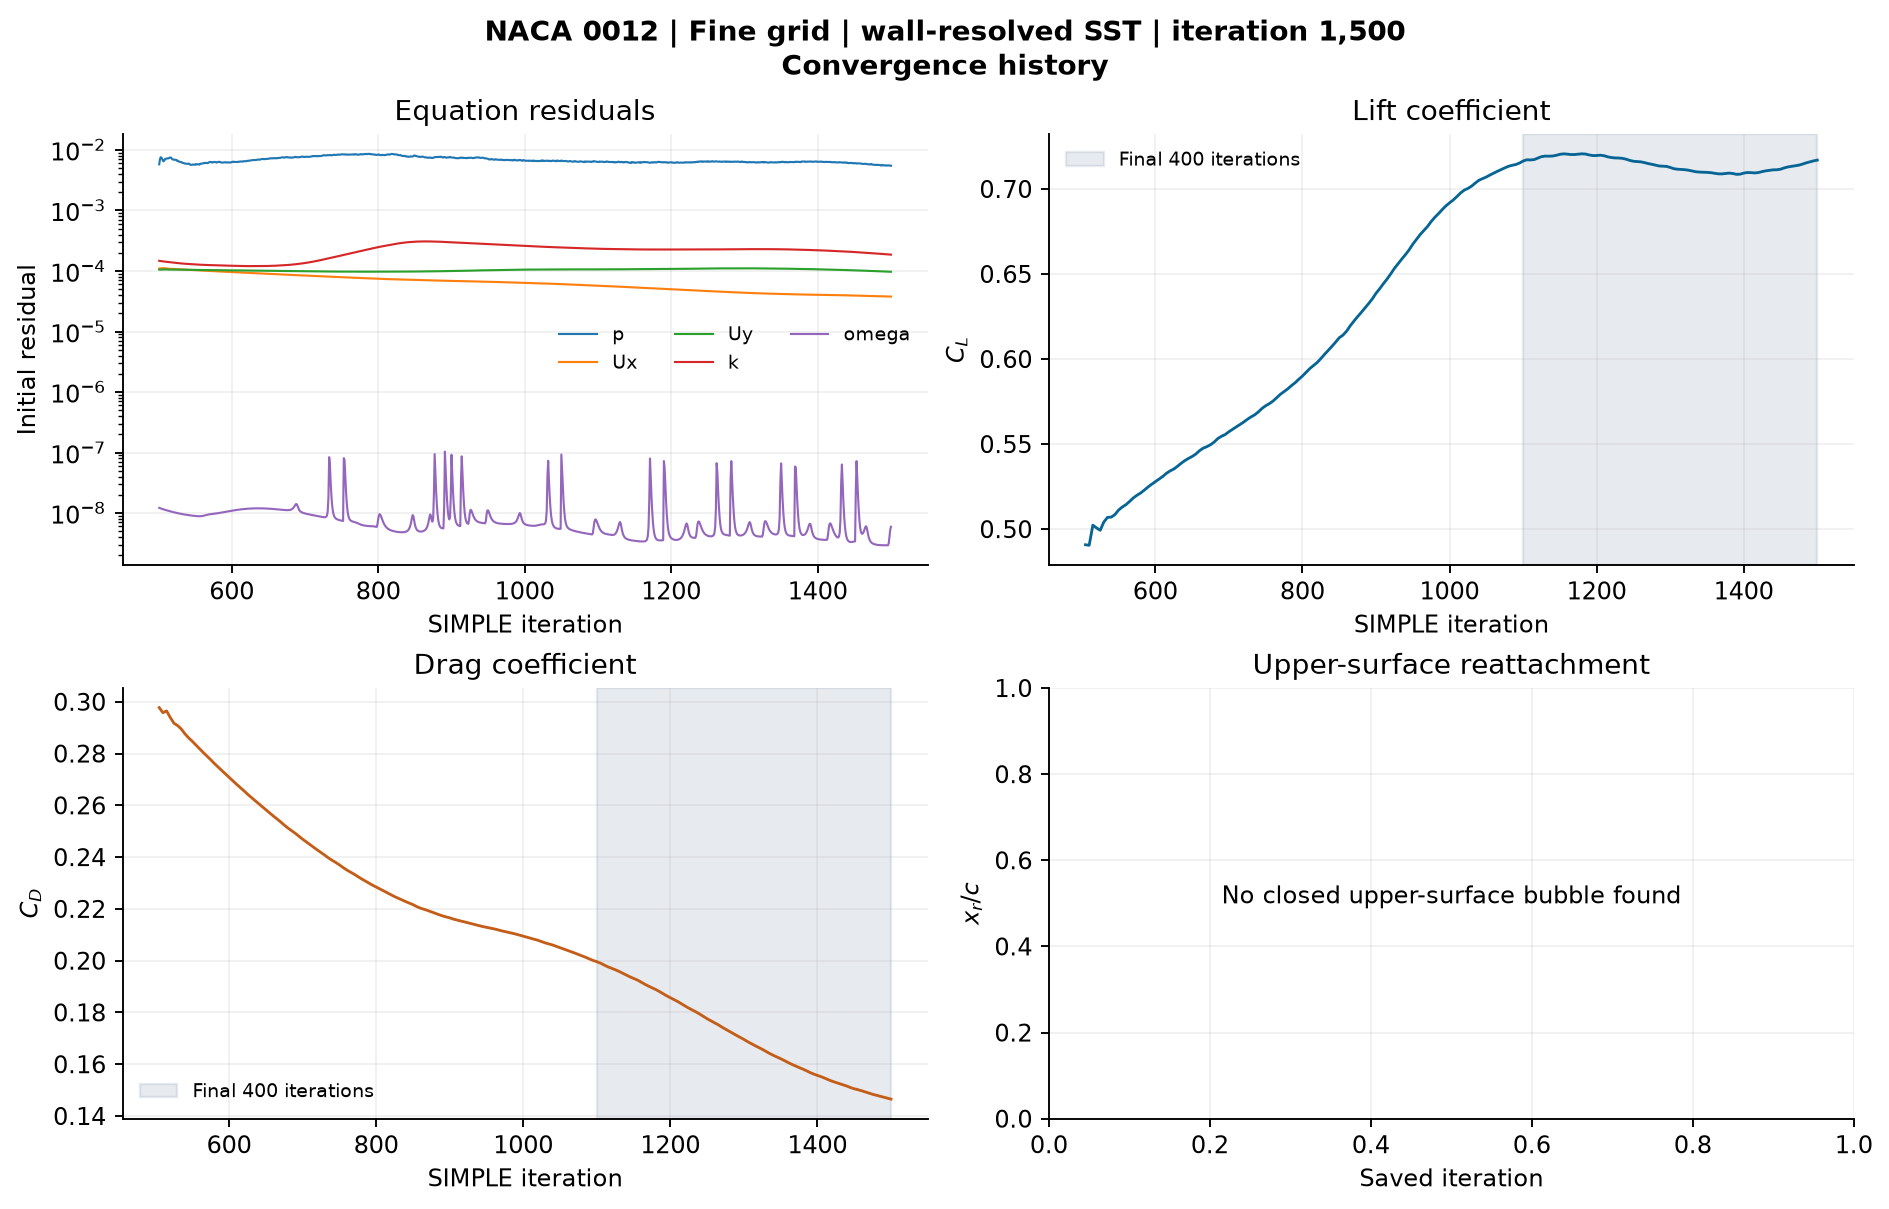 NACA 0012 | Fine grid | wall-resolved SST | iteration 1,500
Convergence history
Equation residuals
10⁻²
10⁻³
10⁻⁴
10⁻⁵
10⁻⁶
10⁻⁷
10⁻⁸
Initial residual
p
Uy
omega
Ux
k
600
800
1000
1200
1400
SIMPLE iteration
Lift coefficient
Final 400 iterations
0.70
0.65
0.60
0.55
0.50
C_L
600
800
1000
1200
1400
SIMPLE iteration
Drag coefficient
0.30
0.28
0.26
0.24
0.22
0.20
0.18
0.16
0.14
C_D
Final 400 iterations
600
800
1000
1200
1400
SIMPLE iteration
Upper-surface reattachment
1.0
0.8
0.6
0.4
0.2
0.0
x_r/c
No closed upper-surface bubble found
0.0
0.2
0.4
0.6
0.8
1.0
Saved iteration